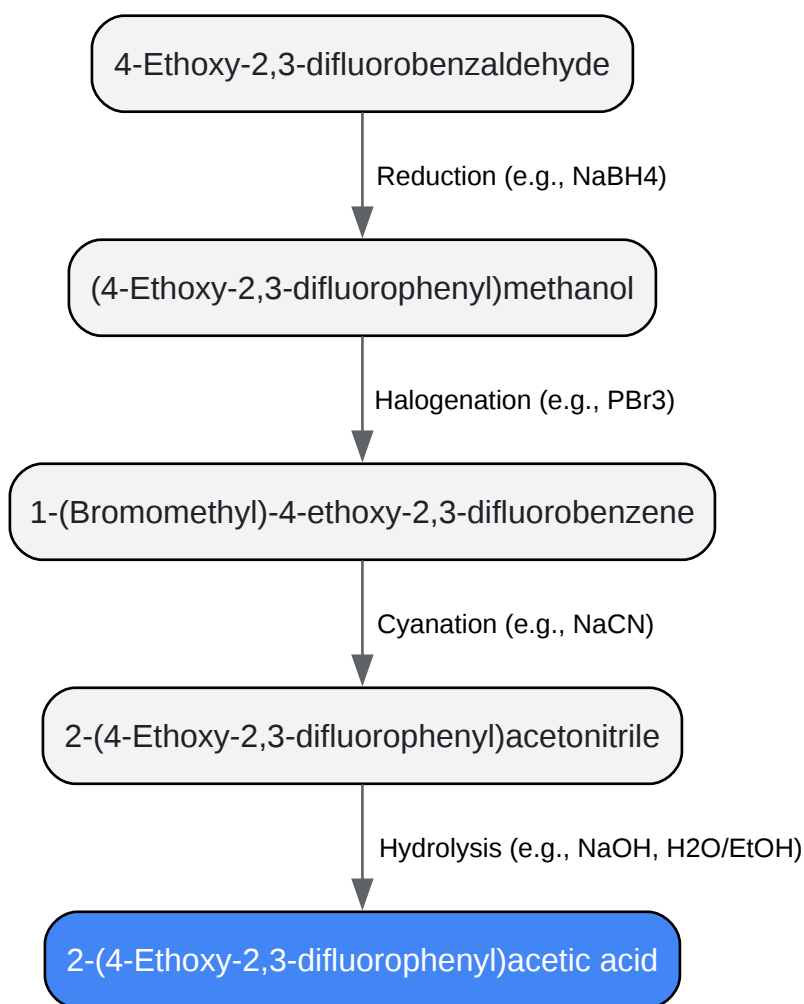 4-Ethoxy-2,3-difluorobenzaldehyde
Reduction (e.g., NaBH4)
(4-Ethoxy-2,3-difluorophenyl)methanol
Halogenation (e.g., PBr3)
1-(Bromomethyl)-4-ethoxy-2,3-difluorobenzene
Cyanation (e.g., NaCN)
2-(4-Ethoxy-2,3-difluorophenyl)acetonitrile
Hydrolysis (e.g., NaOH, H2O/EtOH)
2-(4-Ethoxy-2,3-difluorophenyl)acetic acid